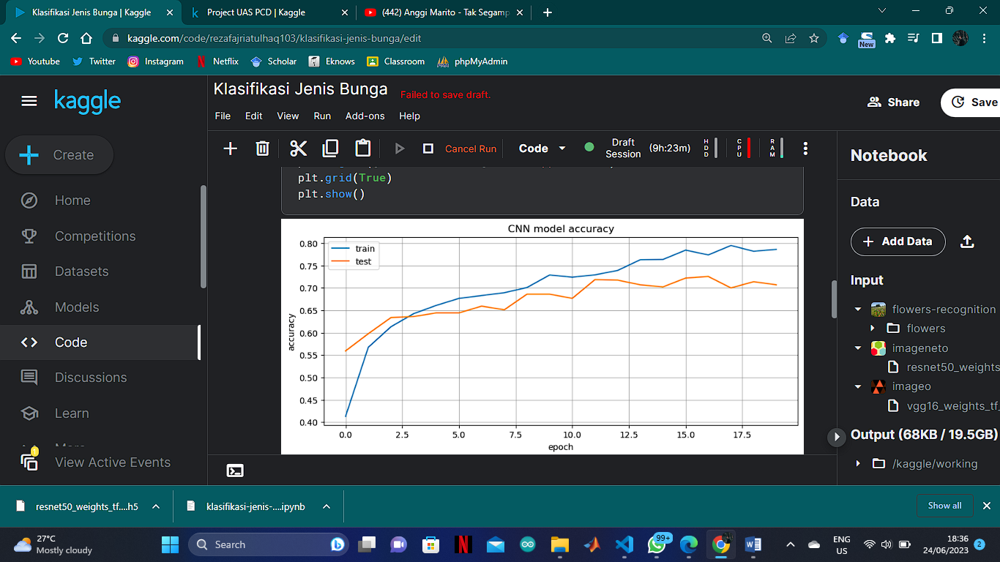 Klasifikasi Jenis Bunga | Kaggle
Project UAS PCD | Kaggle
(442) Anggi Marito - Tak Segamp
kaggle.com/code/rezafajriatulhaq103/klasifikasi-jenis-bunga/edit
New
Youtube
Twitter
Instagram
Netflix
Scholar
Eknows
Classroom
phpMyAdmin
kaggle
Klasifikasi Jenis Bunga
Failed to save draft.
Share
Save
File
Edit
View
Run
Add-ons
Help
Cancel Run
Code
Draft
Session
(9h:23m)
HDD
CPU
RAM
Create
Home
Competitions
Datasets
Models
Code
Discussions
Learn
View Active Events
plt.grid(True)
plt.show()
CNN model accuracy
train
test
0.80
0.75
0.70
0.65
0.60
0.55
0.50
0.45
0.40
accuracy
0.0 2.5 5.0 7.5 10.0 12.5 15.0 17.5
epoch
Notebook
Data
Add Data
Input
flowers-recognition
flowers
imageneto
resnet50_weights
imageo
vgg16_weights_tf_
Output (68KB / 19.5GB)
/kaggle/working
resnet50_weights_tf....h5
klasifikasi-jenis-....ipynb
Show all
27°C
Mostly cloudy
Search
99+
ENG
US
18:36
24/06/2023
2